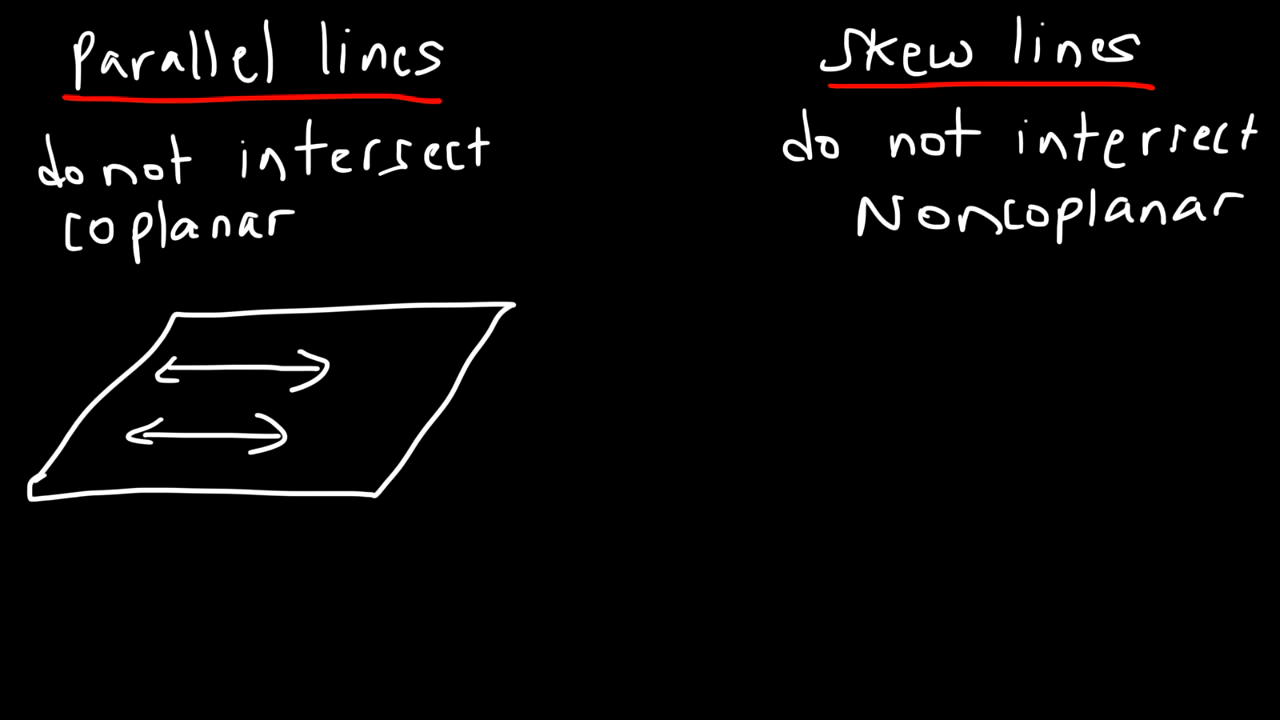 Parallel lines
do not intersect
coplanar
Skew lines
do not intersect
Noncoplanar